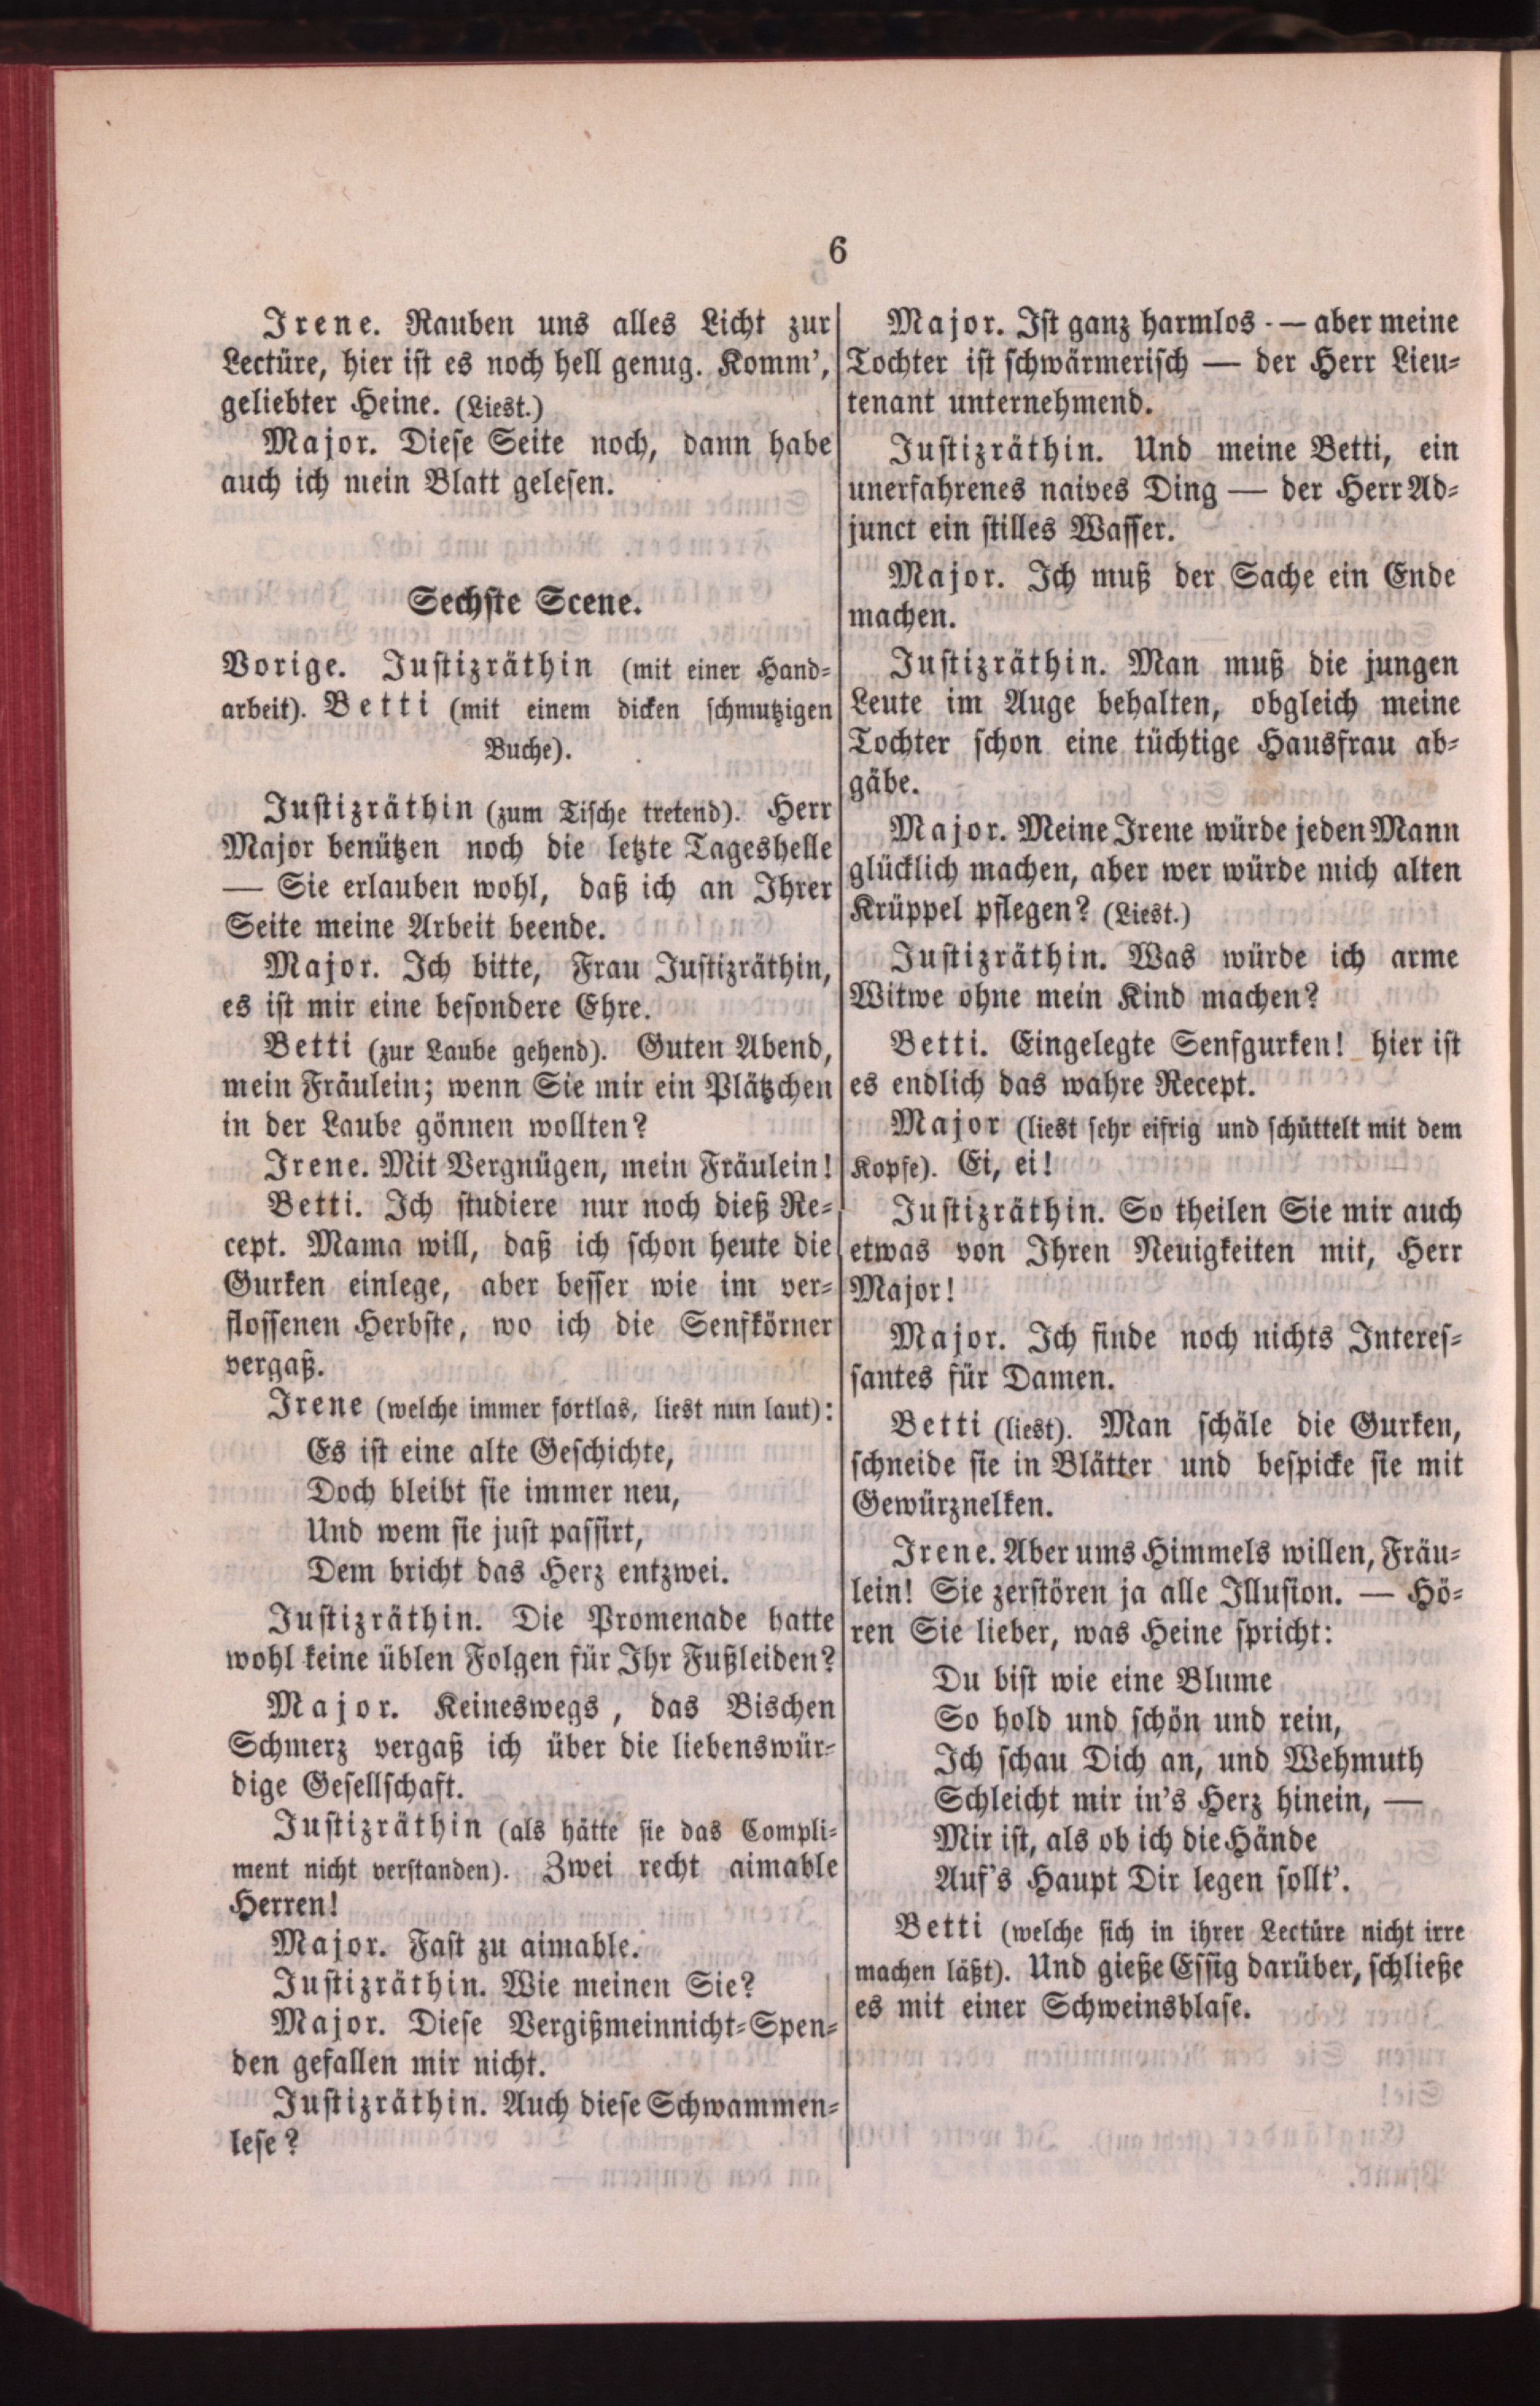 6
Irene. Rauben uns alles Licht zur
Lectüre, hier ist es noch hell genug. Komm',
geliebter Heine. (Liest.)
Major. Diese Seite noch, dann habe
auch ich mein Blatt gelesen.
Sechste Scene.
Vorige. Justizräthin (mit einer Hand-
arbeit). Betti (mit einem dicken schmutzigen
Buche).
Justizräthin (zum Tische tretend). Herr
Major benützen noch die letzte Tageshelle
— Sie erlauben wohl, daß ich an Ihrer
Seite meine Arbeit beende.
Major. Ich bitte, Frau Justizräthin,
es ist mir eine besondere Ehre.
Betti (zur Laube gehend). Guten Abend,
mein Fräulein; wenn Sie mir ein Plätzchen
in der Laube gönnen wollten?
Irene. Mit Vergnügen, mein Fräulein!
Betti. Ich studiere nur noch dieß Re-
cept. Mama will, daß ich schon heute die
Gurken einlege, aber besser wie im ver-
flossenen Herbste, wo ich die Senfkörner
vergaß.
Irene (welche immer fortlas, liest nun laut):
Es ist eine alte Geschichte,
Doch bleibt sie immer neu,
Und wem sie just passirt,
Dem bricht das Herz entzwei.
Justizräthin. Die Promenade hatte
wohl keine üblen Folgen für Ihr Fußleiden?
Major. Keineswegs, das Bischen
Schmerz vergaß ich über die liebenswür-
dige Gesellschaft.
Justizräthin (als hätte sie das Compli-
ment nicht verstanden). Zwei recht aimable
Herren!
Major. Fast zu aimable.
Justizräthin. Wie meinen Sie?
Major. Diese Vergißmeinnicht-Spen-
den gefallen mir nicht.
Justizräthin. Auch diese Schwammen-
lese?
Major. Ist ganz harmlos - — aber meine
Tochter ist schwärmerisch — der Herr Lieu-
tenant unternehmend.
Justizräthin. Und meine Betti, ein
unerfahrenes naives Ding — der Herr Ad-
junct ein stilles Wasser.
Major. Ich muß der Sache ein Ende
machen.
Justizräthin. Man muß die jungen
Leute im Auge behalten, obgleich meine
Tochter schon eine tüchtige Hausfrau ab-
gäbe.
Major. Meine Irene würde jeden Mann
glücklich machen, aber wer würde mich alten
Krüppel pflegen? (Liest.)
Justizräthin. Was würde ich arme
Witwe ohne mein Kind machen?
Betti. Eingelegte Senfgurken! hier ist
es endlich das wahre Recept.
Major (liest sehr eifrig und schüttelt mit dem
Kopfe). Ei, ei!
Justizräthin. So theilen Sie mir auch
etwas von Ihren Neuigkeiten mit, Herr
Major!
Major. Ich finde noch nichts Interes-
santes für Damen.
Betti (liest). Man schäle die Gurken,
schneide sie in Blätter und bespicke sie mit
Gewürznelken.
Irene. Aber ums Himmels willen, Fräu-
lein! Sie zerstören ja alle Illusion. — Hö-
ren Sie lieber, was Heine spricht:
Du bist wie eine Blume
So hold und schön und rein,
Ich schau Dich an, und Wehmuth
Schleicht mir in's Herz hinein, —
Mir ist, als ob ich die Hände
Auf's Haupt Dir legen sollt'.
Betti (welche sich in ihrer Lectüre nicht irre
machen läßt). Und gieße Essig darüber, schließe
es mit einer Schweinsblase.